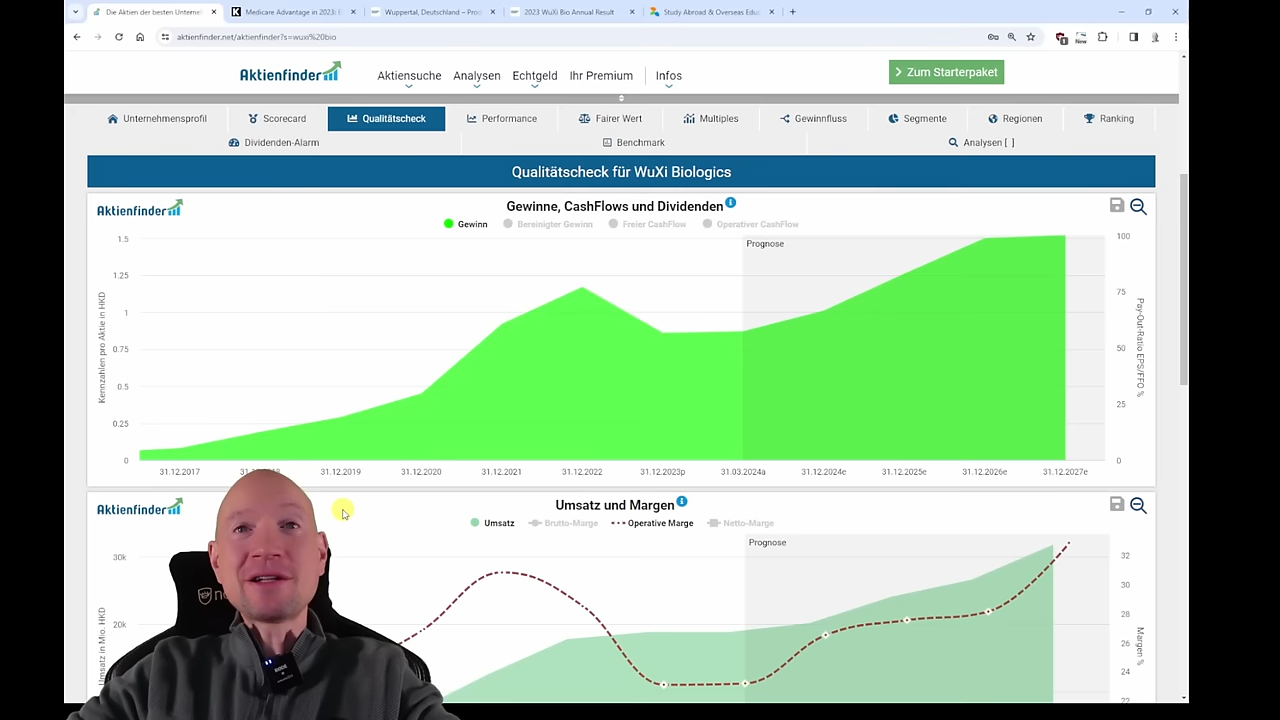 Die Aktien der besten Unterne
Medicare Advantage in 2023: E
Wuppertal, Deutschland – Pro
2023 WuXi Bio Annual Result
Study Abroad & Overseas Edu
aktienfinder.net/aktienfinder?s=wuxi%20bio
New
Aktienfinder
Aktiensuche
Analysen
Echtgeld
Ihr Premium
Infos
Zum Starterpaket
Unternehmensprofil
Scorecard
Qualitätscheck
Performance
Fairer Wert
Multiples
Gewinnfluss
Segmente
Regionen
Ranking
Dividenden-Alarm
Benchmark
Analysen [ ]
Qualitätscheck für WuXi Biologics
Aktienfinder
Gewinne, CashFlows und Dividenden
Gewinn
Bereinigter Gewinn
Freier CashFlow
Operativer CashFlow
Prognose
Kennzahlen pro Aktie in HKD
1.5
1.25
1
0.75
0.5
0.25
0
100
75
50
25
0
Pay-Out-Ratio EPS/FFO %
31.12.2017
31.12.2019
31.12.2020
31.12.2021
31.12.2022
31.12.2023p
31.03.2024a
31.12.2024e
31.12.2025e
31.12.2026e
31.12.2027e
Aktienfinder
Umsatz und Margen
Umsatz
Brutto-Marge
Operative Marge
Netto-Marge
Prognose
Umsatz in Mio. HKD
30k
20k
32
30
28
26
24
22
Margen %
RODE